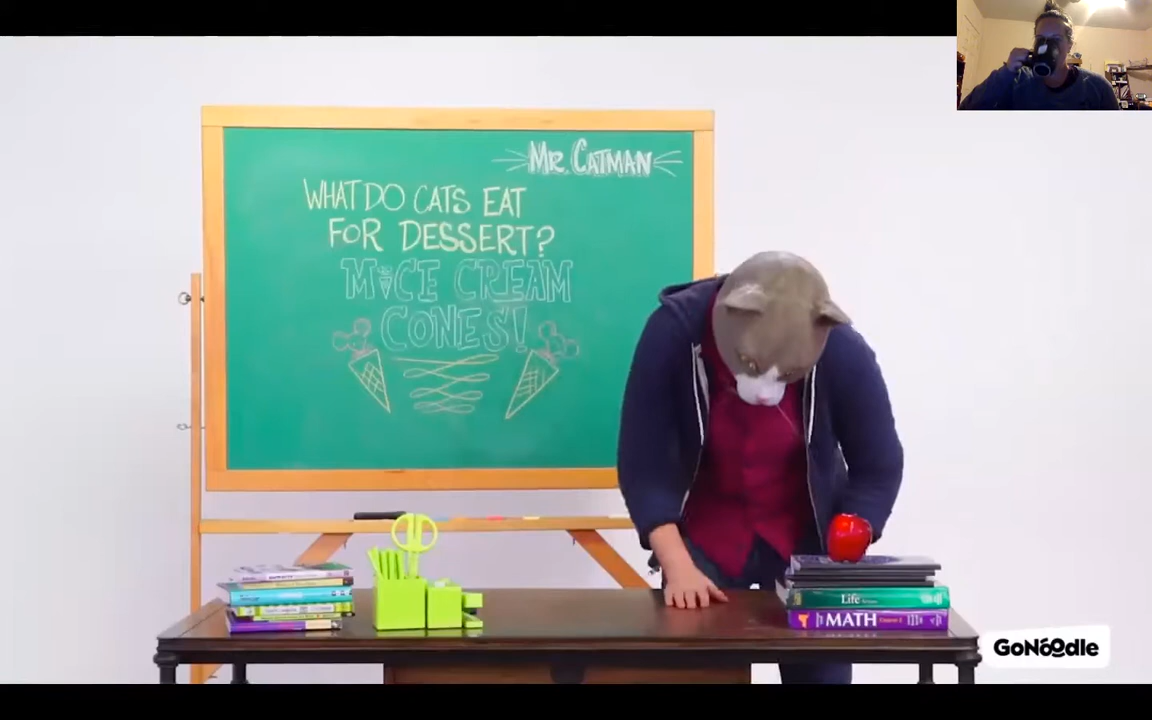 Mr. Catman
What do cats eat
for dessert?
Mice Cream
Cones!
Life
MATH
GoNoodle